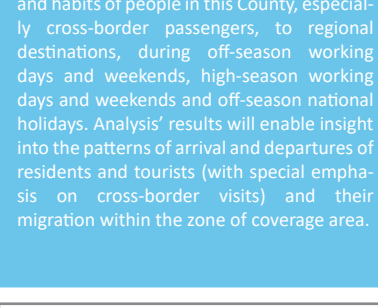 and habits of people in this County, especial-
ly cross-border passengers, to regional
destinations, during off-season working
days and weekends, high-season working
days and weekends and off-season national
holidays. Analysis’ results will enable insight
into the patterns of arrival and departures of
residents and tourists (with special empha-
sis on cross-border visits) and their
migration within the zone of coverage area.